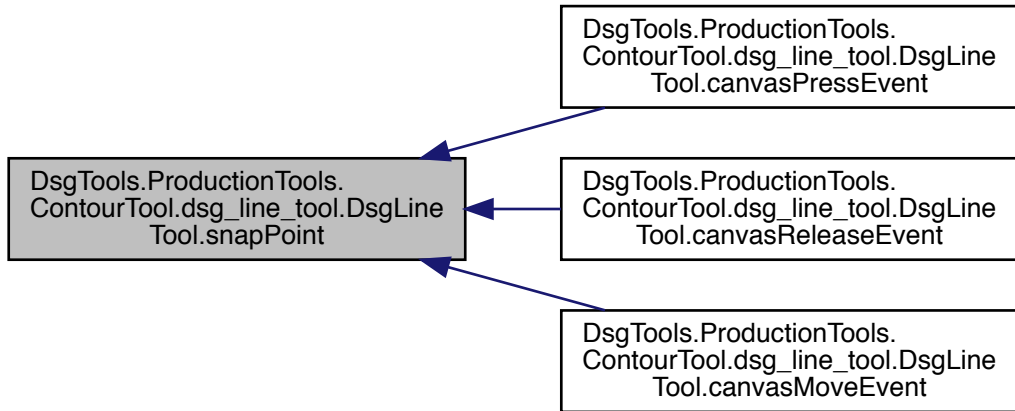 DsgTools.ProductionTools.
ContourTool.dsg_line_tool.DsgLine
Tool.snapPoint
DsgTools.ProductionTools.
ContourTool.dsg_line_tool.DsgLine
Tool.canvasPressEvent
DsgTools.ProductionTools.
ContourTool.dsg_line_tool.DsgLine
Tool.canvasReleaseEvent
DsgTools.ProductionTools.
ContourTool.dsg_line_tool.DsgLine
Tool.canvasMoveEvent